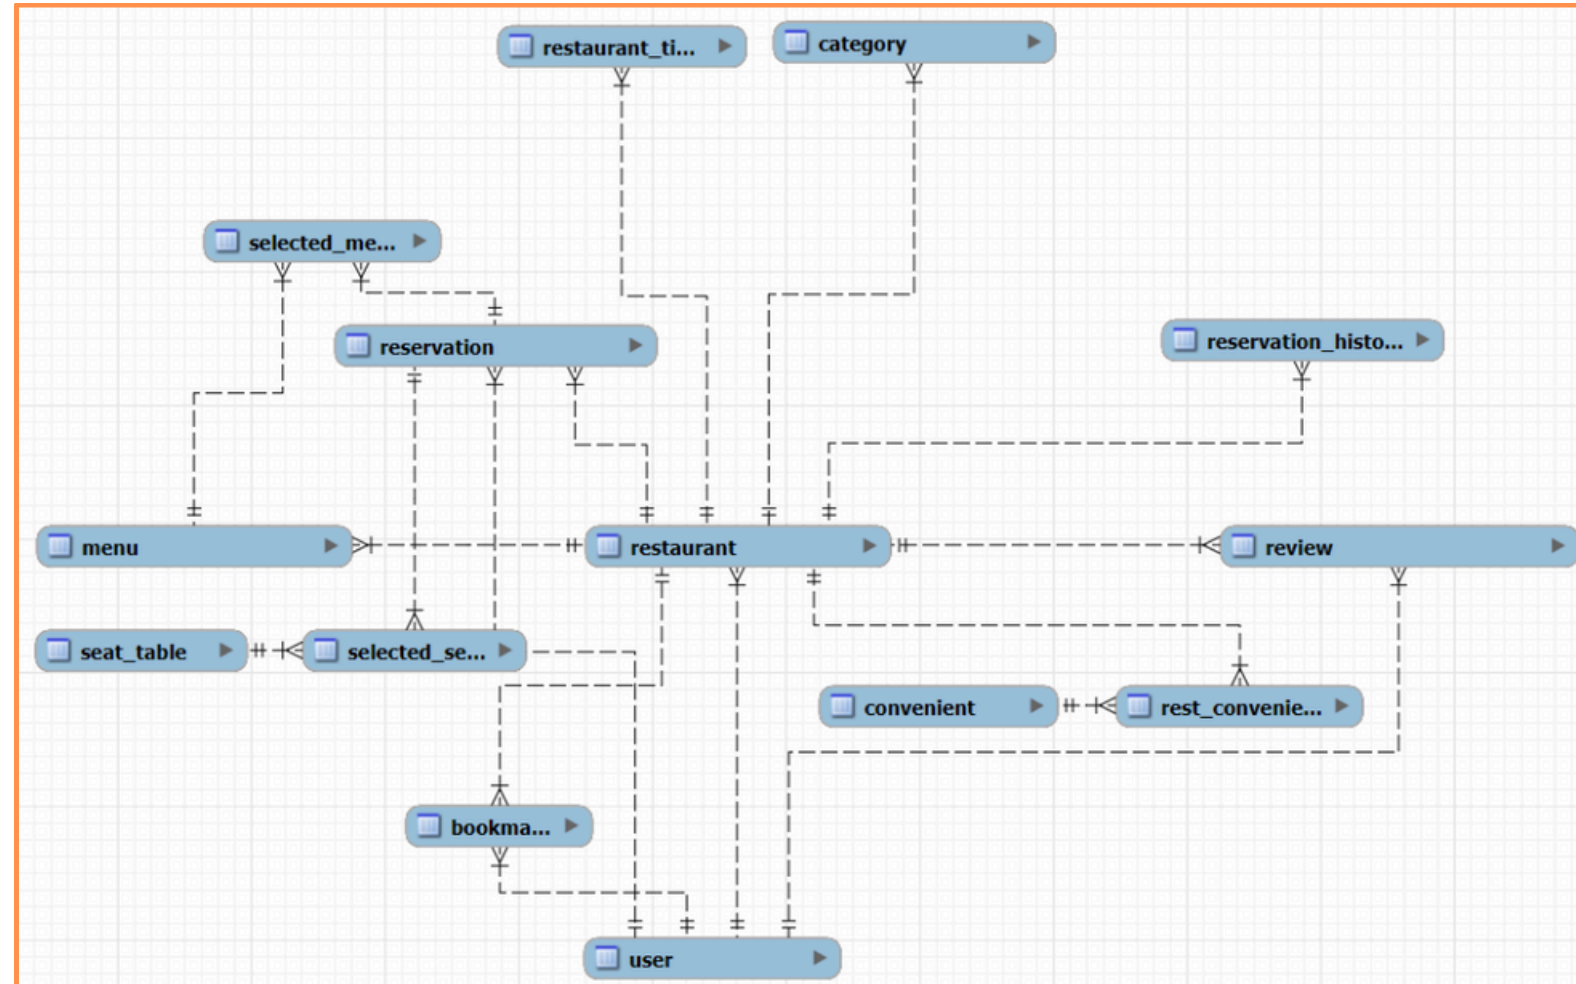 restaurant_ti...
category
selected_me...
reservation
reservation_histo...
menu
restaurant
review
seat_table
selected_se...
convenient
rest_convenie...
bookma...
user